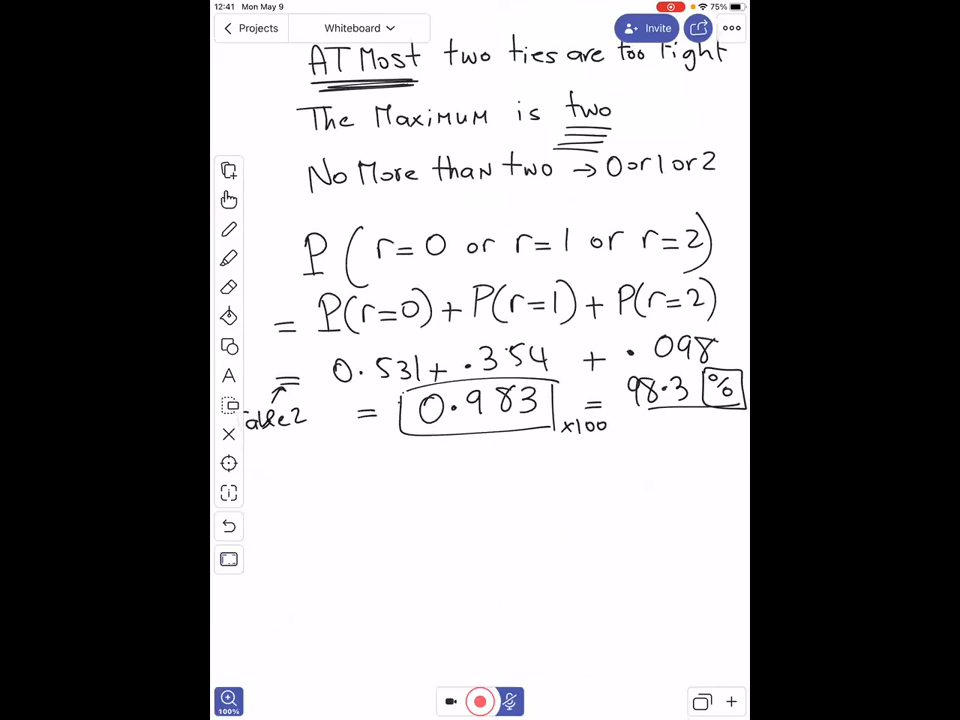 12:41 Mon May 9
75%
Projects
Whiteboard
Invite
AT Most two ties are too tight
The Maximum is two
No More than two → 0 or 1 or 2
P ( r = 0 or r = 1 or r = 2 )
= P(r=0) + P(r=1) + P(r=2)
= 0.531 + .354 + .098
able 2 = 0.983 = 98.3 %
x100
A
100%